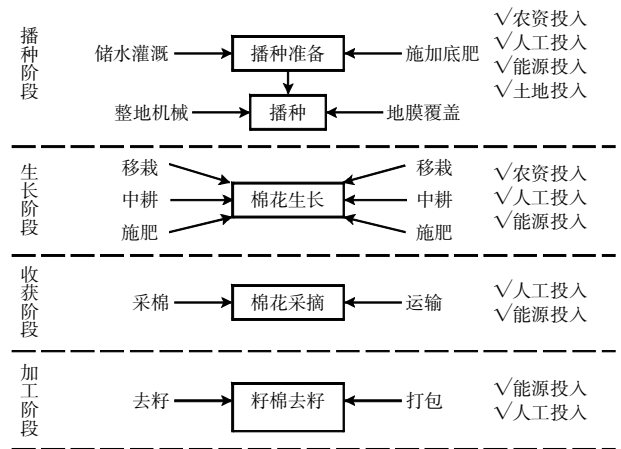 播种阶段
储水灌溉 播种准备 施加底肥
整地机械 播种 地膜覆盖
√农资投入
√人工投入
√能源投入
√土地投入
生长阶段
移栽 移栽
中耕 棉花生长 中耕
施肥 施肥
√农资投入
√人工投入
√能源投入
收获阶段
采棉 棉花采摘 运输
√人工投入
√能源投入
加工阶段
去籽 籽棉去籽 打包
√能源投入
√人工投入